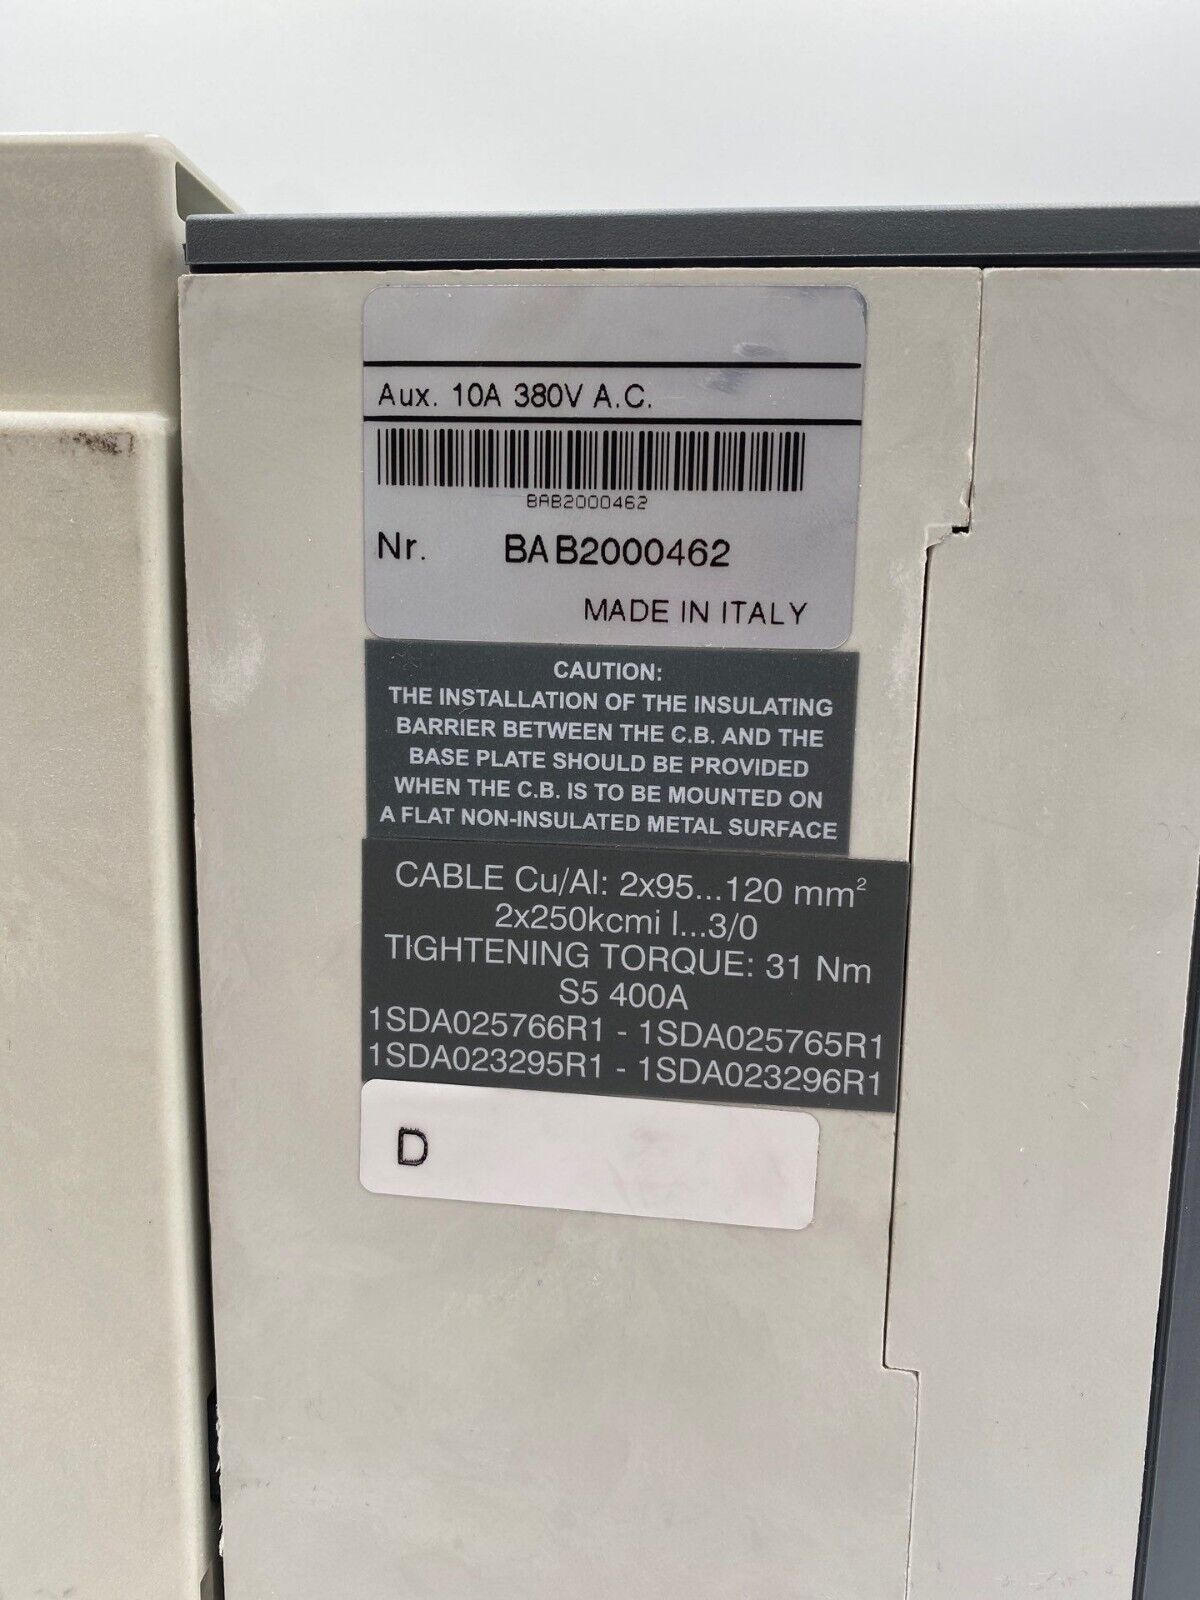 Aux. 10A 380V A.C.
BAB2000462
Nr. BAB2000462
MADE IN ITALY
CAUTION:
THE INSTALLATION OF THE INSULATING
BARRIER BETWEEN THE C.B. AND THE
BASE PLATE SHOULD BE PROVIDED
WHEN THE C.B. IS TO BE MOUNTED ON
A FLAT NON-INSULATED METAL SURFACE
CABLE Cu/Al: 2x95...120 mm²
2x250kcmi l...3/0
TIGHTENING TORQUE: 31 Nm
S5 400A
1SDA025766R1 - 1SDA025765R1
1SDA023295R1 - 1SDA023296R1
D